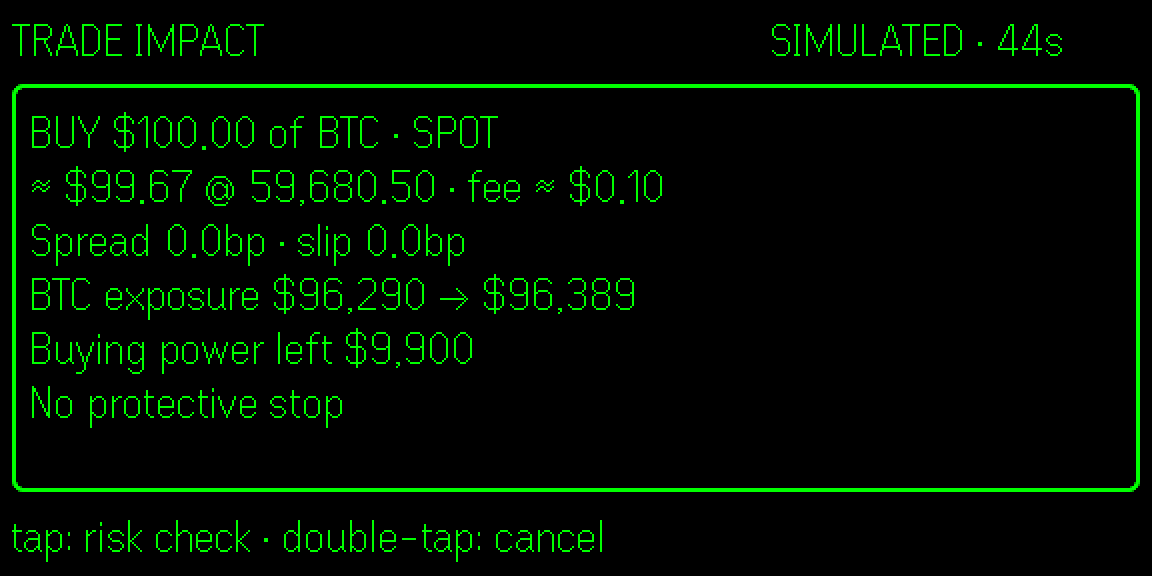 TRADE IMPACT SIMULATED · 44s
BUY $100.00 of BTC · SPOT
≈ $99.67 @ 59,680.50 · fee ≈ $0.10
Spread 0.0bp · slip 0.0bp
BTC exposure $96,290 → $96,389
Buying power left $9,900
No protective stop
tap: risk check · double-tap: cancel